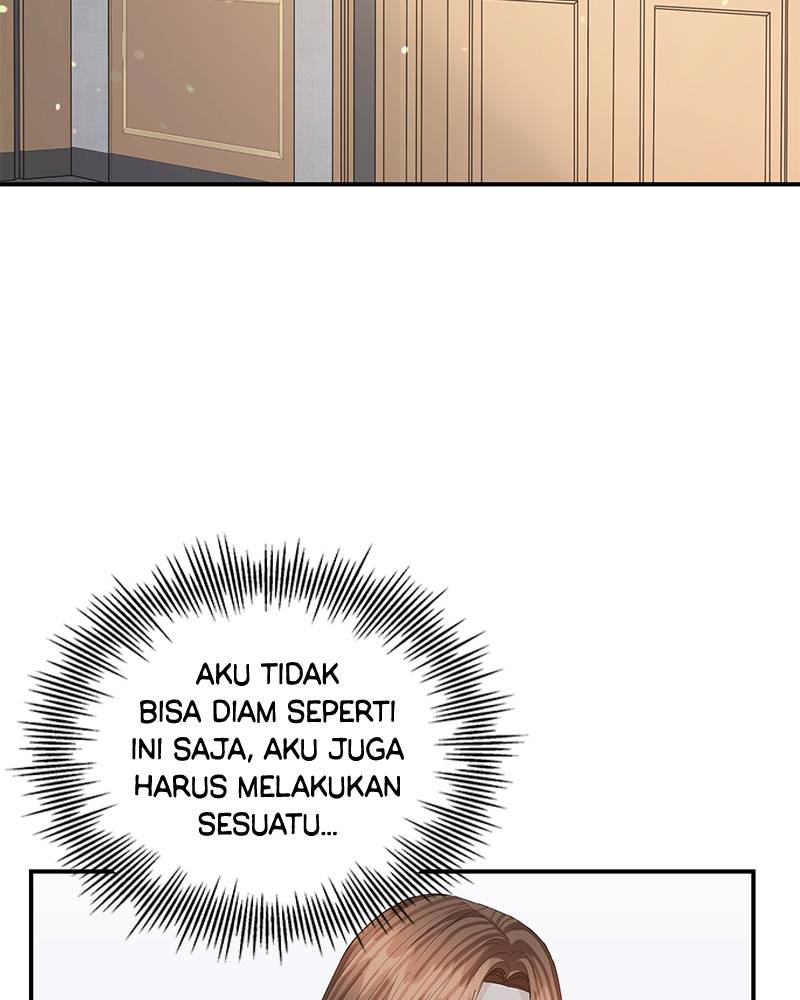 AKU TIDAK
BISA DIAM SEPERTI
INI SAJA, AKU JUGA
HARUS MELAKUKAN
SESUATU...